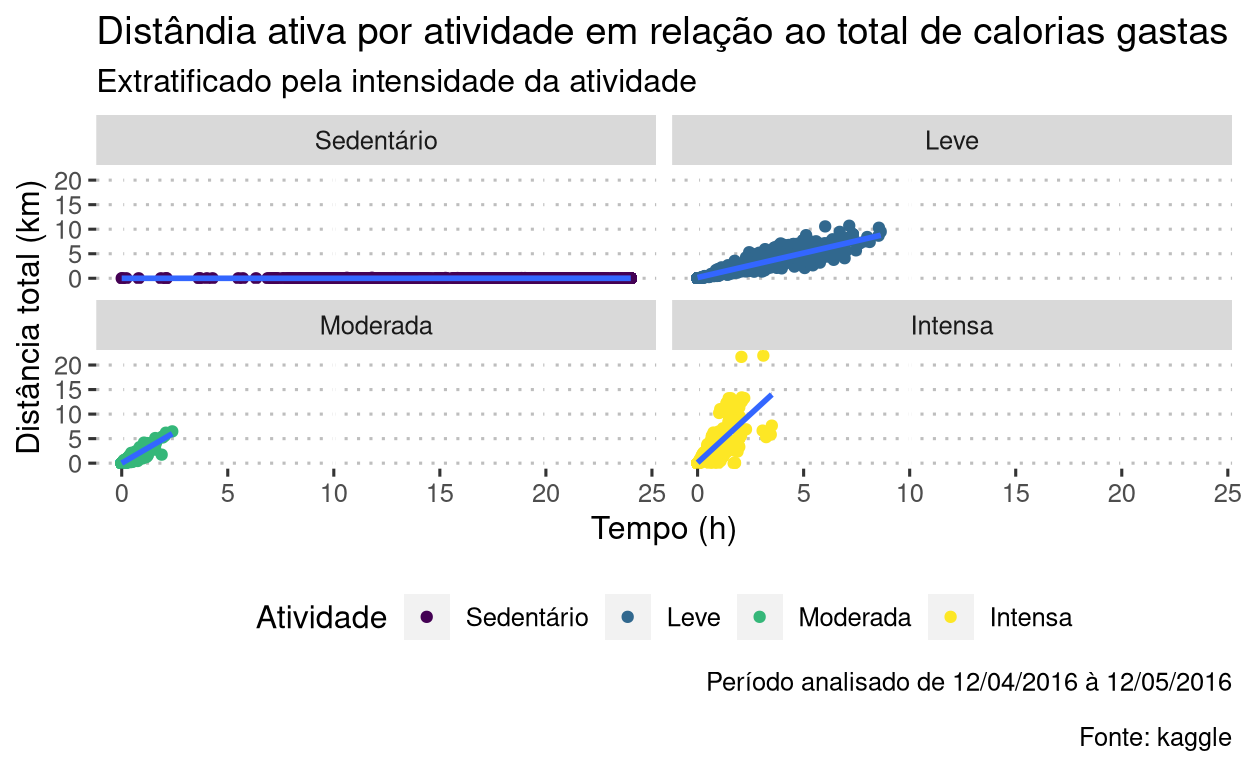 Distândia ativa por atividade em relação ao total de calorias gastas
Extratificado pela intensidade da atividade
Sedentário
Leve
20
15
10
5
0
Moderada
Intensa
20
15
10
5
0
Distância total (km)
0 5 10 15 20 25
0 5 10 15 20 25
Tempo (h)
Atividade Sedentário Leve Moderada Intensa
Período analisado de 12/04/2016 à 12/05/2016
Fonte: kaggle